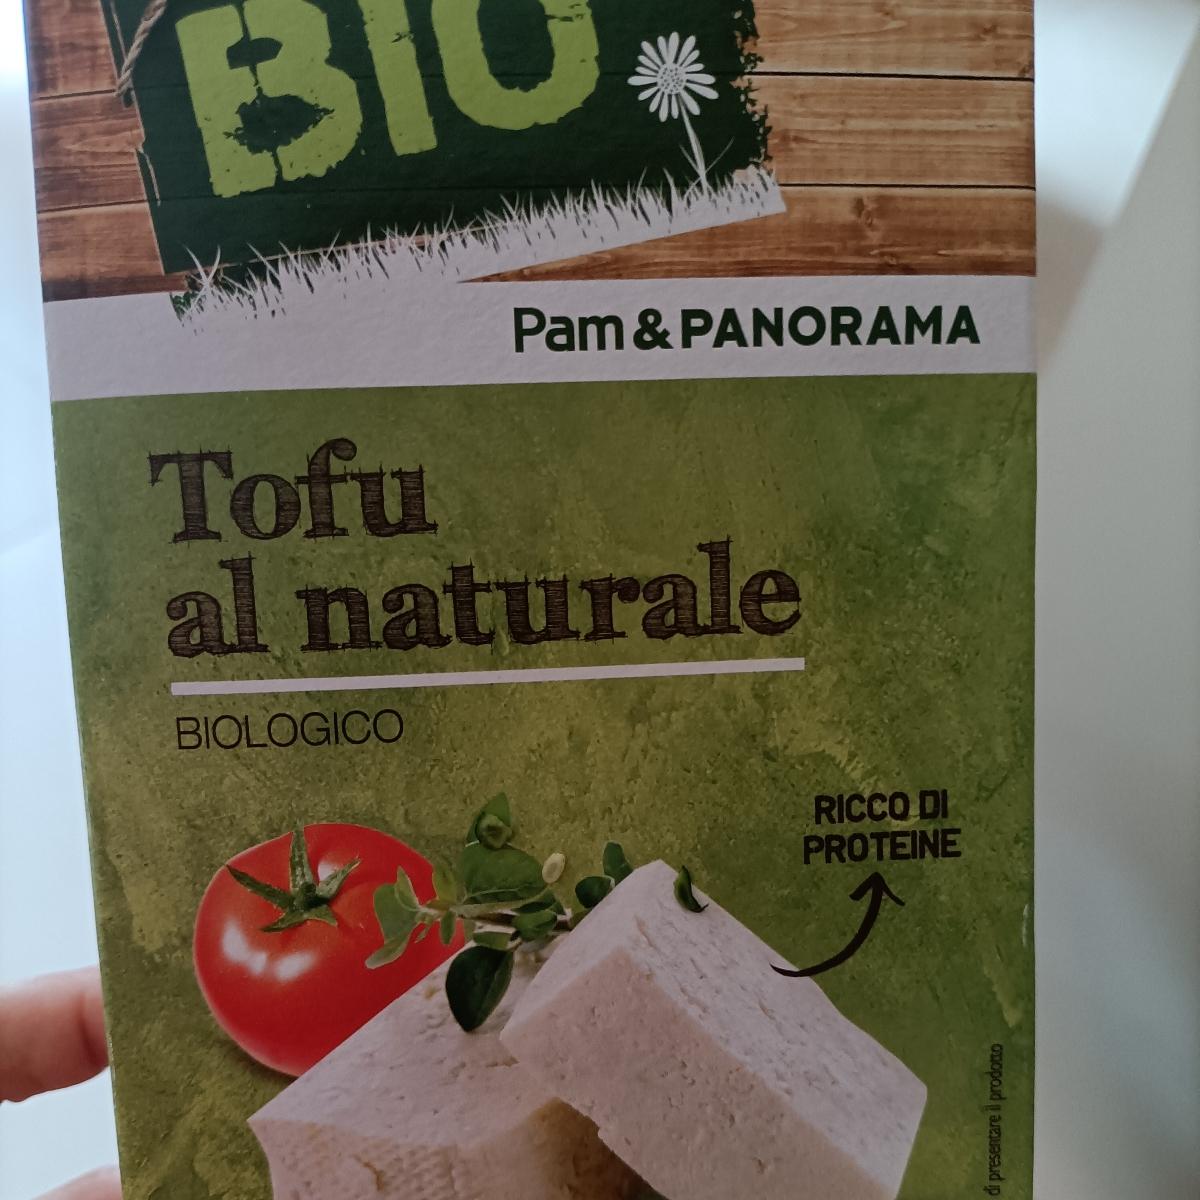 BIO
Pam & PANORAMA
Tofu
al naturale
BIOLOGICO
RICCO DI
PROTEINE
di presentare il prodotto